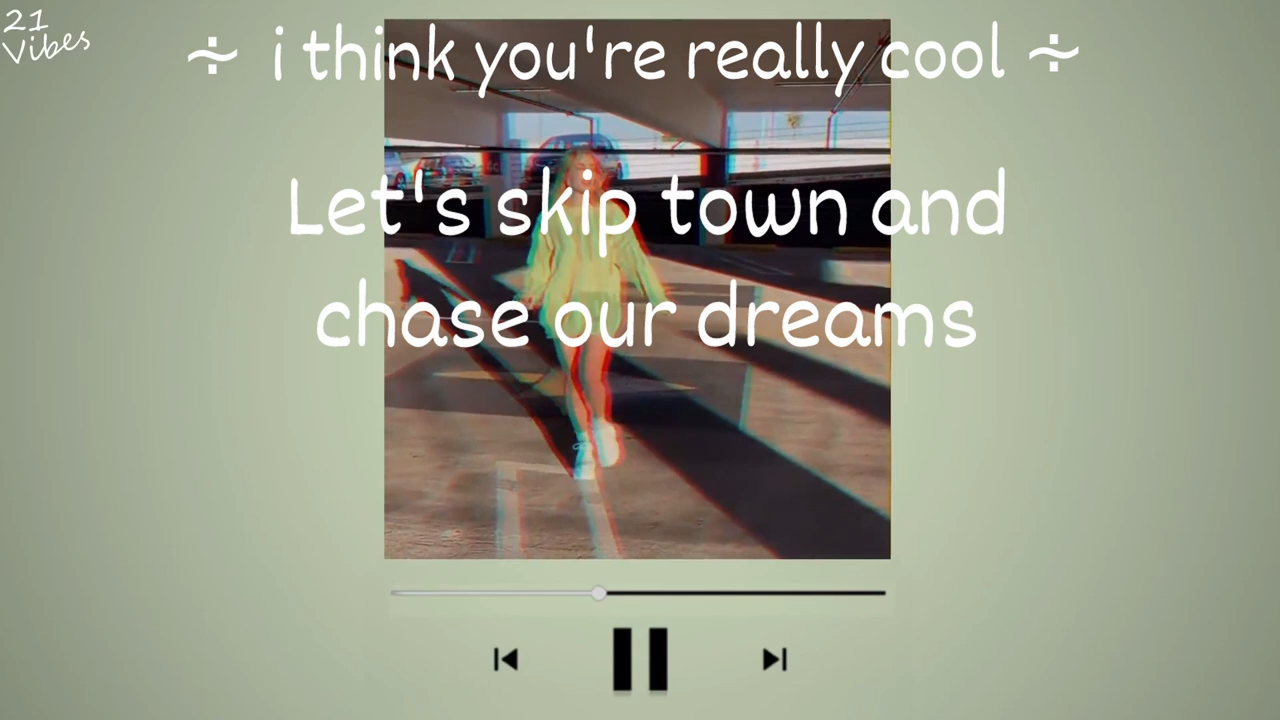 21
Vibes
÷ i think you're really cool ÷
Let's skip town and
chase our dreams